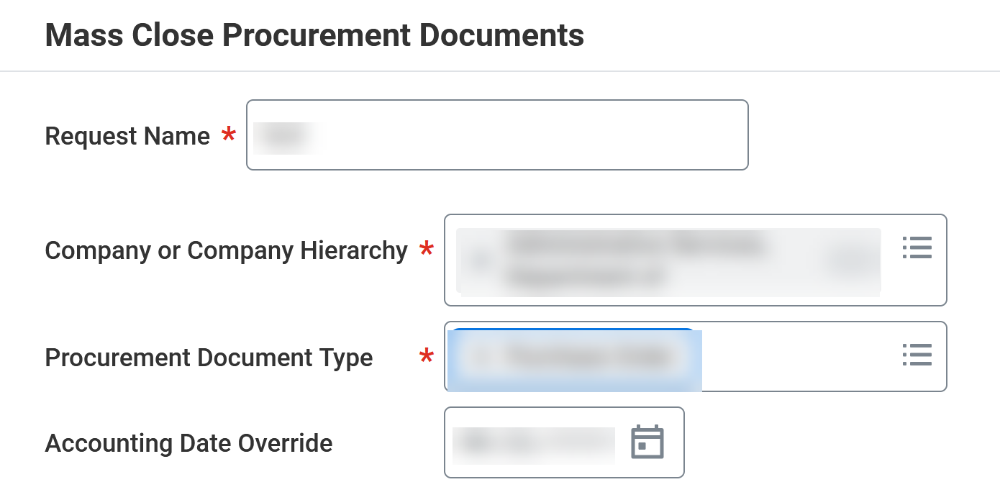 Mass Close Procurement Documents
Request Name *
Company or Company Hierarchy *
Procurement Document Type *
Accounting Date Override